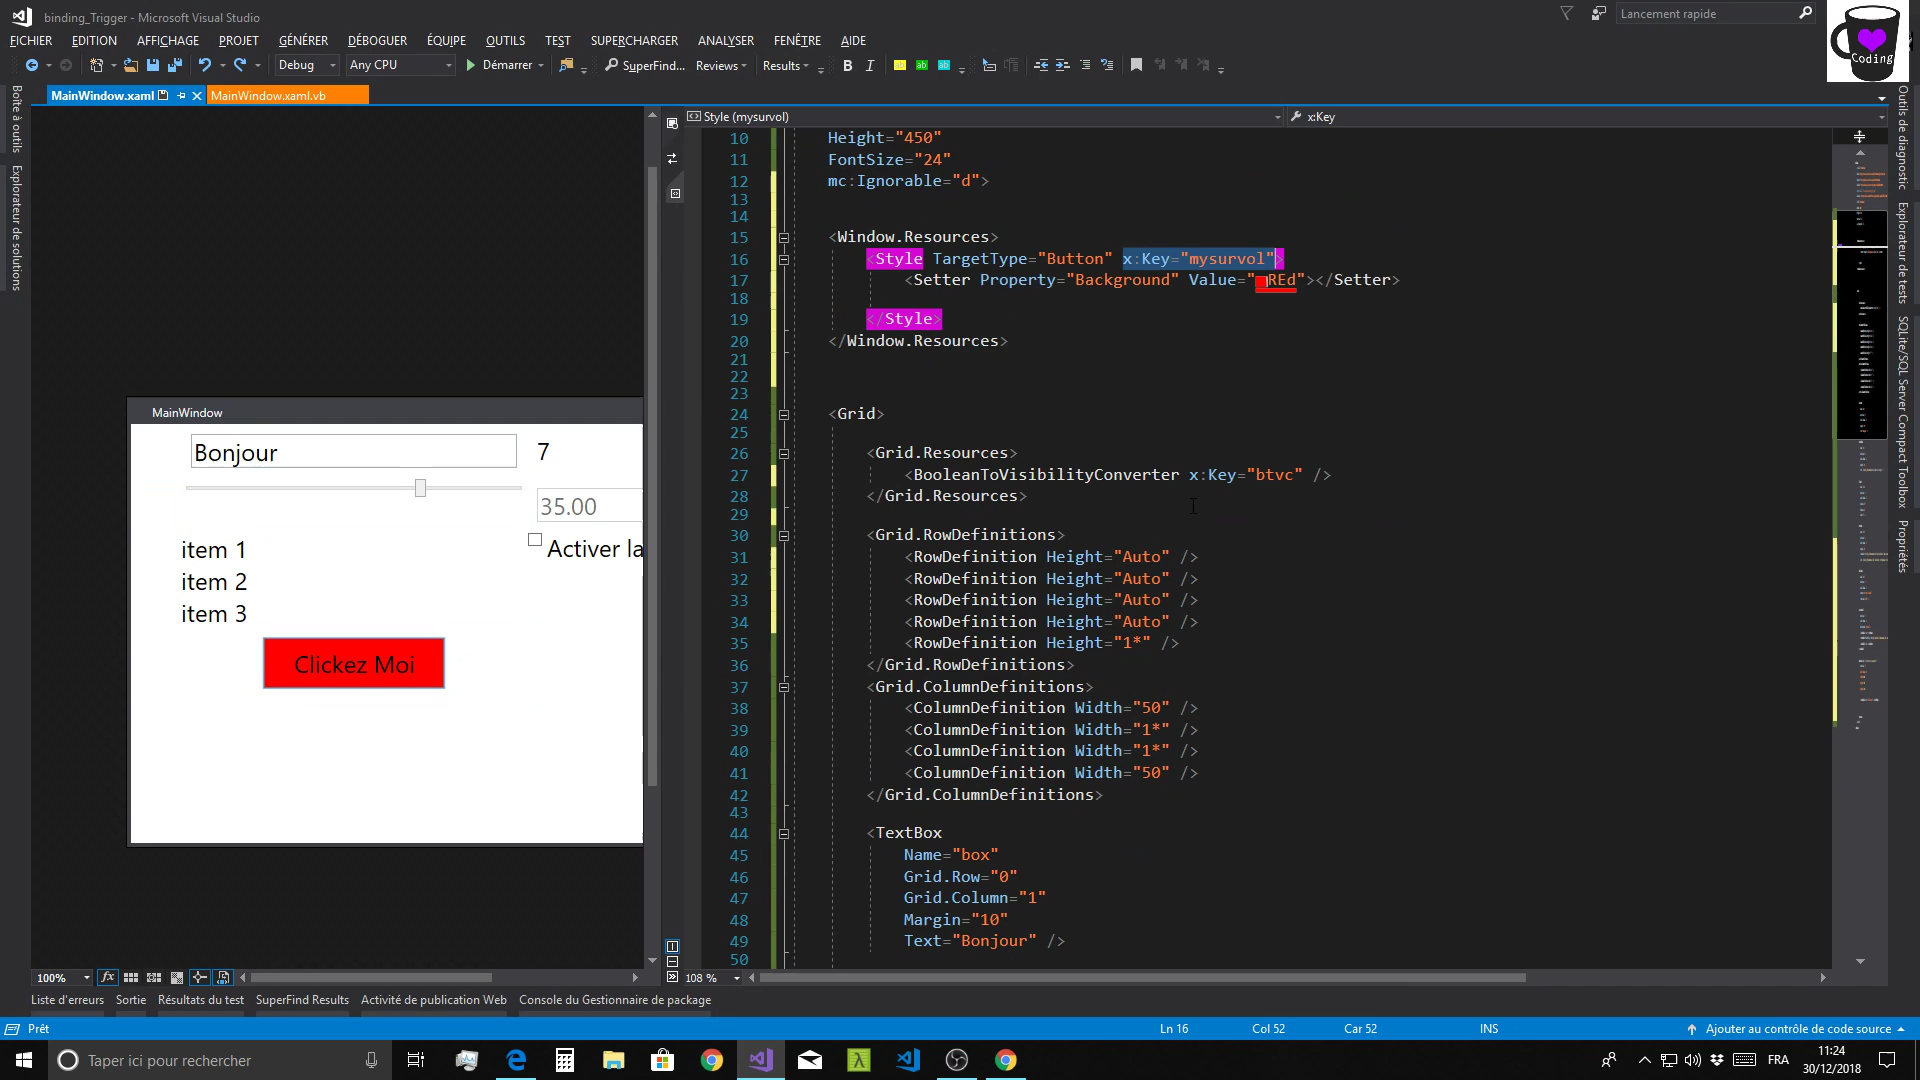 binding_Trigger - Microsoft Visual Studio
Lancement rapide
Coding
FICHIER EDITION AFFICHAGE PROJET GÉNÉRER DÉBOGUER ÉQUIPE OUTILS TEST SUPERCHARGER ANALYSER FENÊTRE AIDE
Debug Any CPU Démarrer SuperFind... Reviews Results B I
MainWindow.xaml MainWindow.xaml.vb
Boîte à outils
Explorateur de solutions
Style (mysurvol) x:Key
10 Height="450"
11 FontSize="24"
12 mc:Ignorable="d">
13
14
15 <Window.Resources>
16 <Style TargetType="Button" x:Key="mysurvol">
17 <Setter Property="Background" Value="REd"></Setter>
18
19 </Style>
20 </Window.Resources>
21
22
23
24 <Grid>
25
26 <Grid.Resources>
27 <BooleanToVisibilityConverter x:Key="btvc" />
28 </Grid.Resources>
29
30 <Grid.RowDefinitions>
31 <RowDefinition Height="Auto" />
32 <RowDefinition Height="Auto" />
33 <RowDefinition Height="Auto" />
34 <RowDefinition Height="Auto" />
35 <RowDefinition Height="1*" />
36 </Grid.RowDefinitions>
37 <Grid.ColumnDefinitions>
38 <ColumnDefinition Width="50" />
39 <ColumnDefinition Width="1*" />
40 <ColumnDefinition Width="1*" />
41 <ColumnDefinition Width="50" />
42 </Grid.ColumnDefinitions>
43
44 <TextBox
45 Name="box"
46 Grid.Row="0"
47 Grid.Column="1"
48 Margin="10"
49 Text="Bonjour" />
50
MainWindow
Bonjour 7
35.00
Activer la
item 1
item 2
item 3
Clickez Moi
Outils de diagnostic
Explorateur de tests
SQLite/SQL Server Compact Toolbox
Propriétés
100% fx
108 %
Liste d'erreurs Sortie Résultats du test SuperFind Results Activité de publication Web Console du Gestionnaire de package
Prêt Ln 16 Col 52 Car 52 INS Ajouter au contrôle de code source
Taper ici pour rechercher
FRA
11:24
30/12/2018